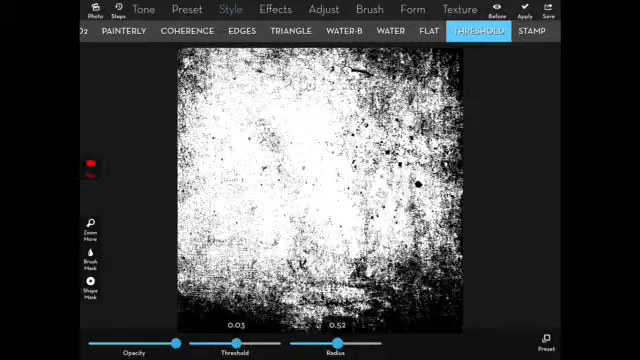 Photo Steps Tone Preset Style Effects Adjust Brush Form Texture Before Apply Save
O2 PAINTERLY COHERENCE EDGES TRIANGLE WATER-B WATER FLAT THRESHOLD STAMP
Zoom
Move
Brush
Mask
Shape
Mask
0.03 0.52
Opacity Threshold Radius Preset